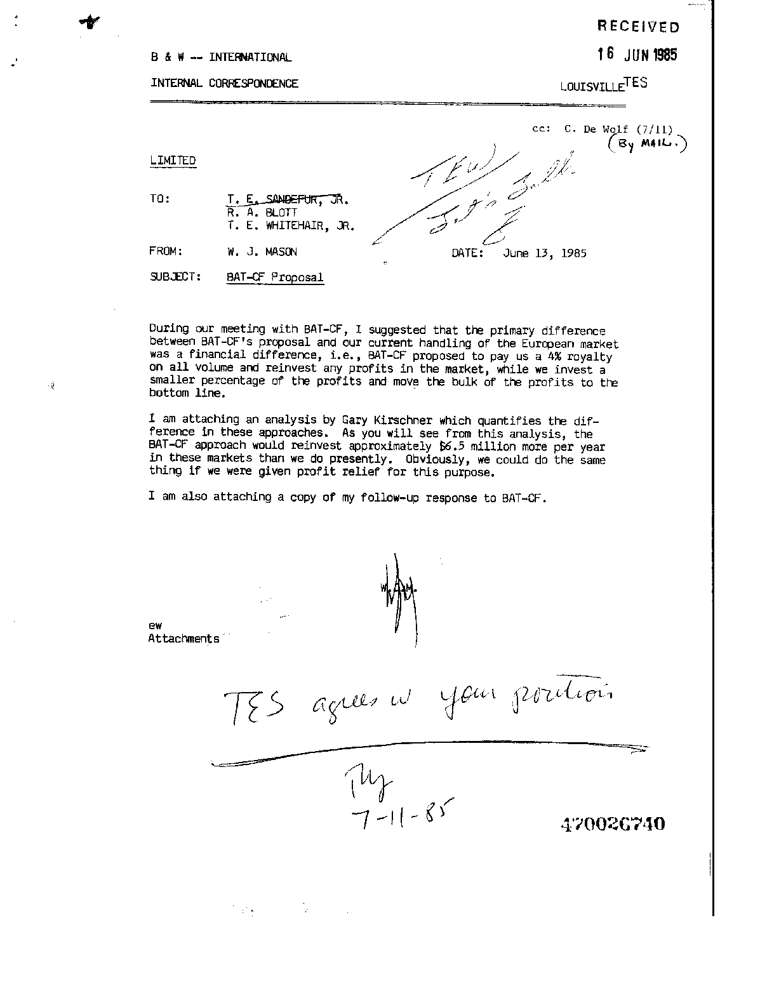 RECEIVED
B & W -- INTERNATIONAL
16 JUN 1985
INTERNAL CORRESPONDENCE
LOUISVILLE TES
cc: C. De Wolf (7/11)
(By MAIL.)
LIMITED
TEW
Let's talk.
TO: T. E. SANDEFUR, JR.
R. A. BLOTT
T. E. WHITEHAIR, JR.
FROM: W. J. MASON
DATE: June 13, 1985
SUBJECT: BAT-CF Proposal
During our meeting with BAT-CF, I suggested that the primary difference
between BAT-CF's proposal and our current handling of the European market
was a financial difference, i.e., BAT-CF proposed to pay us a 4% royalty
on all volume and reinvest any profits in the market, while we invest a
smaller percentage of the profits and move the bulk of the profits to the
bottom line.
I am attaching an analysis by Gary Kirschner which quantifies the dif-
ference in these approaches. As you will see from this analysis, the
BAT-CF approach would reinvest approximately $6.5 million more per year
in these markets than we do presently. Obviously, we could do the same
thing if we were given profit relief for this purpose.
I am also attaching a copy of my follow-up response to BAT-CF.
ew
Attachments
TES agrees w your position
7-11-85
470026740